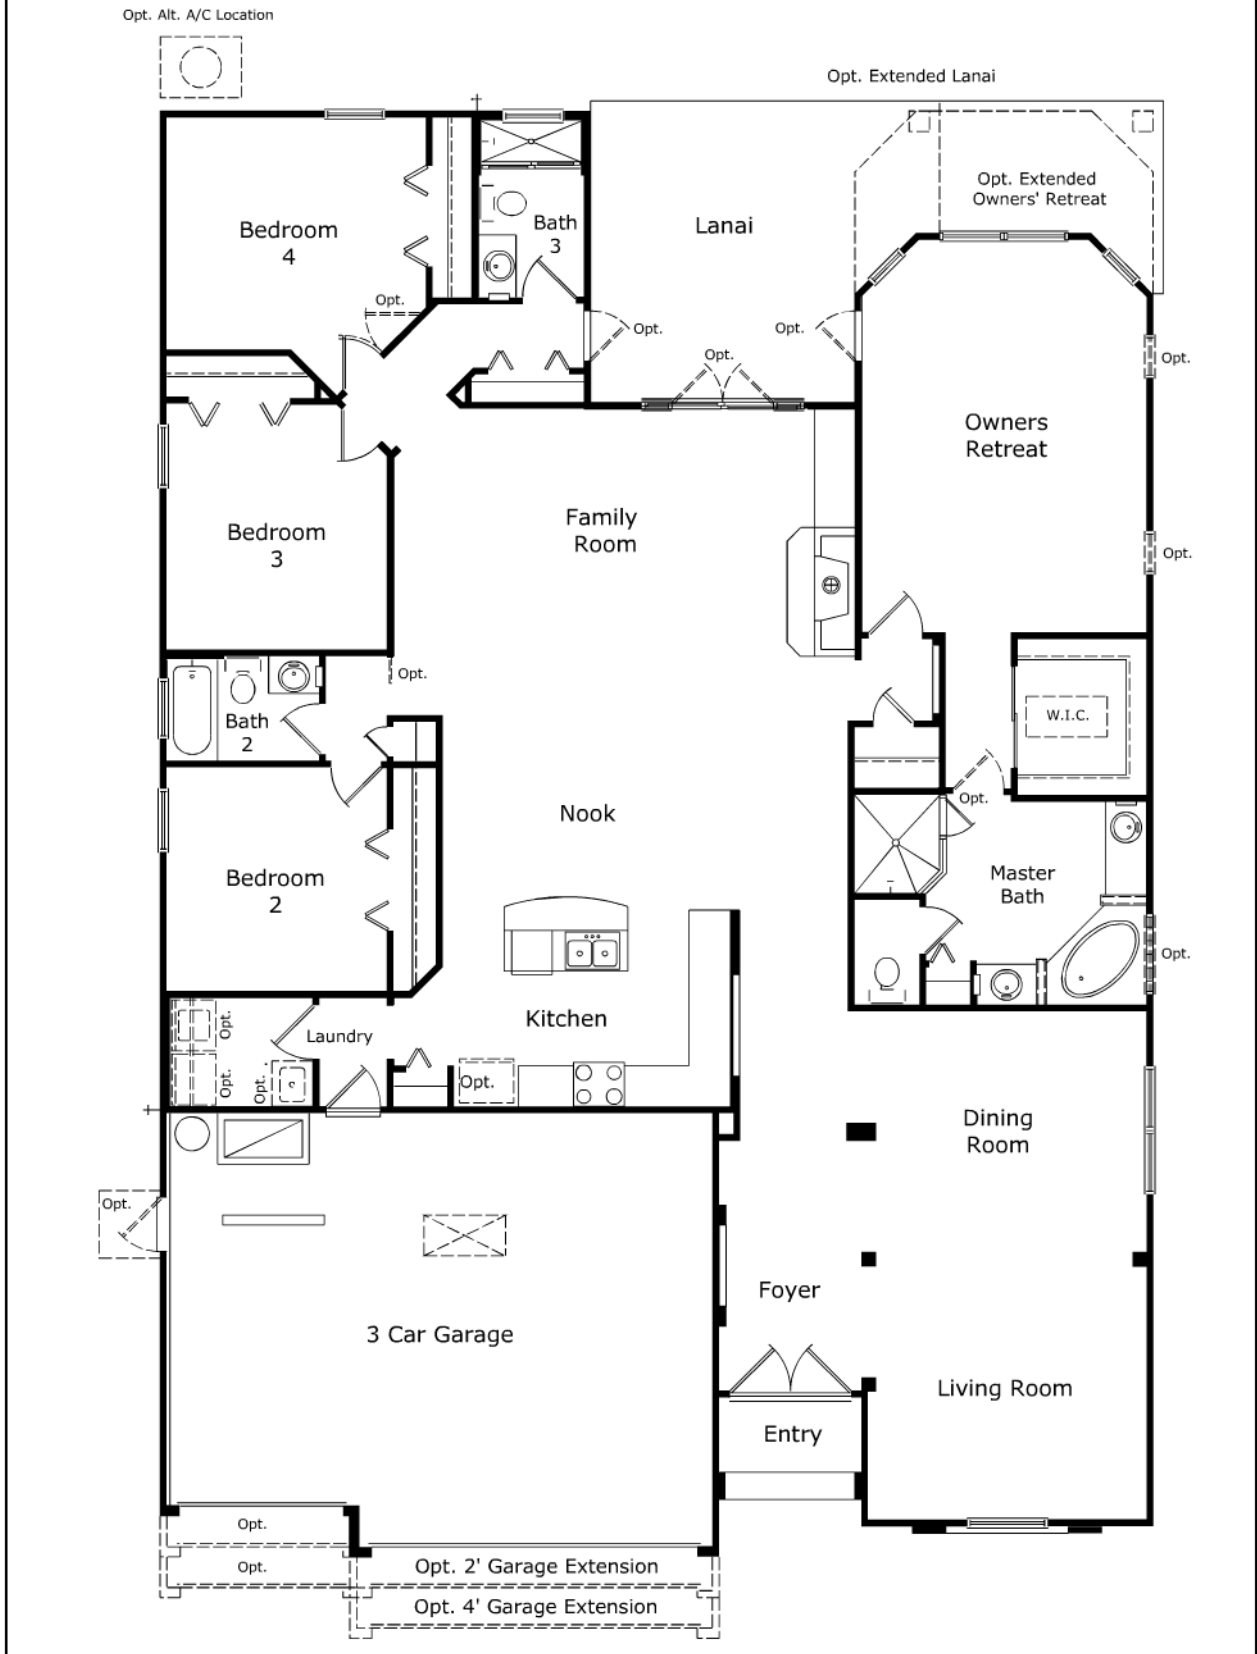 Opt. Alt. A/C Location
Opt. Extended Lanai
Opt. Extended
Owners' Retreat
Bedroom
4
Bath
3
Lanai
Opt.
Opt.
Opt.
Opt.
Opt.
Owners
Retreat
Family
Room
Bedroom
3
Opt.
Opt.
Bath
2
W.I.C.
Opt.
Nook
Bedroom
2
Master
Bath
Opt.
Kitchen
Laundry
Opt.
Opt.
Opt.
Opt.
Dining
Room
Opt.
Foyer
3 Car Garage
Living Room
Entry
Opt.
Opt.
Opt. 2' Garage Extension
Opt. 4' Garage Extension